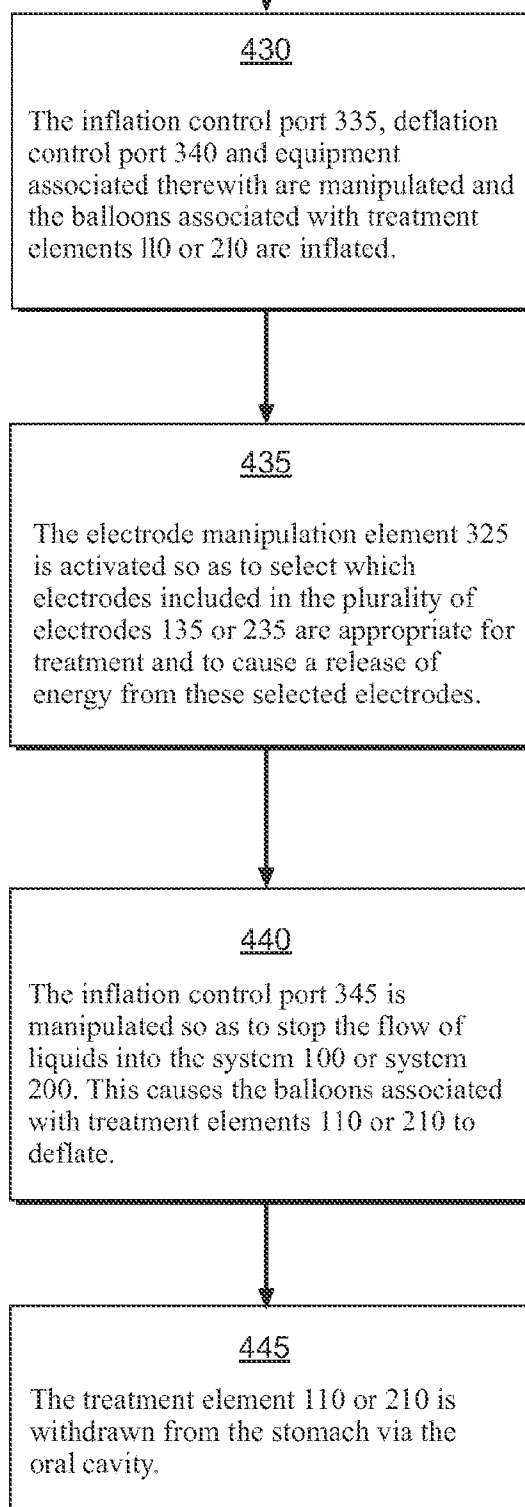 430
The inflation control port 335, deflation
control port 340 and equipment
associated therewith are manipulated and
the balloons associated with treatment
elements 110 or 210 are inflated.
435
The electrode manipulation element 325
is activated so as to select which
electrodes included in the plurality of
electrodes 135 or 235 are appropriate for
treatment and to cause a release of
energy from these selected electrodes.
440
The inflation control port 345 is
manipulated so as to stop the flow of
liquids into the system 100 or system
200. This causes the balloons associated
with treatment elements 110 or 210 to
deflate.
445
The treatment element 110 or 210 is
withdrawn from the stomach via the
oral cavity.